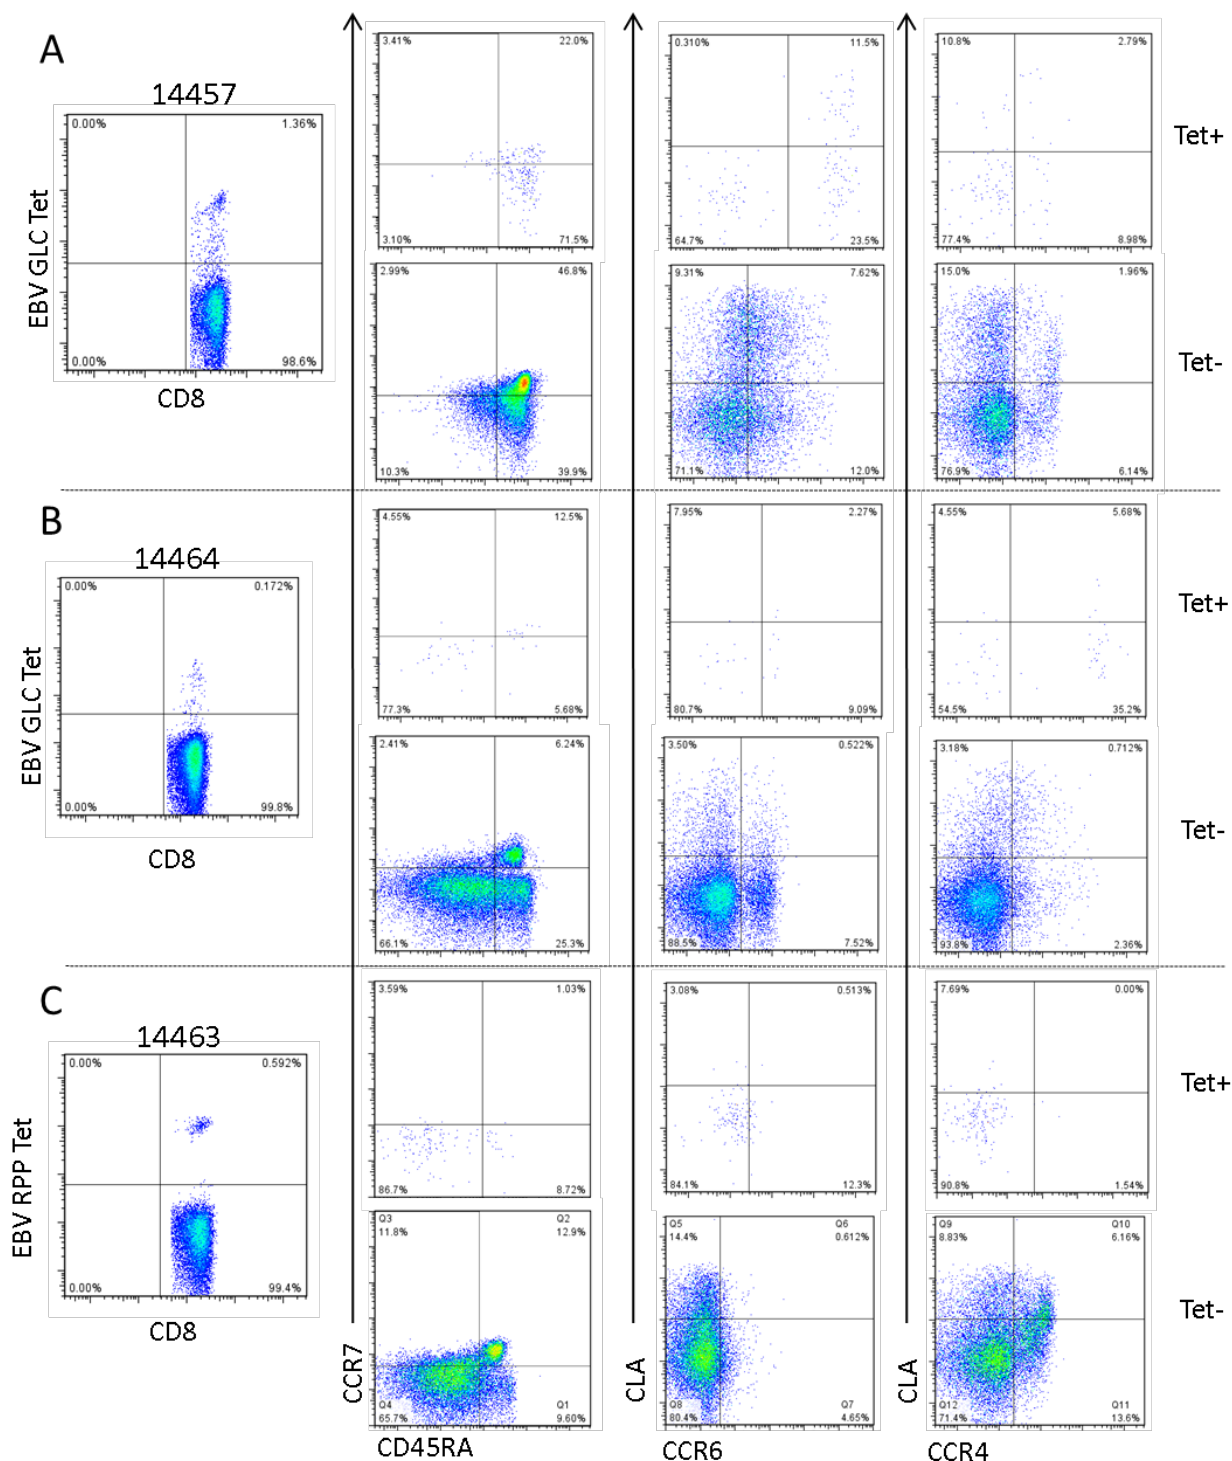 A
14457
0.00% 1.36%
0.00% 98.6%
EBV GLC Tet
CD8
3.41% 22.0%
3.10% 71.5%
0.310% 11.5%
64.7% 23.5%
10.8% 2.79%
77.4% 8.98%
Tet+
2.99% 46.8%
10.3% 39.9%
9.31% 7.62%
71.1% 12.0%
15.0% 1.96%
76.9% 6.14%
Tet-
B
14464
0.00% 0.172%
0.00% 99.8%
EBV GLC Tet
CD8
4.55% 12.5%
77.3% 5.68%
7.95% 2.27%
80.7% 9.09%
4.55% 5.68%
54.5% 35.2%
Tet+
2.41% 6.24%
66.1% 25.3%
3.50% 0.522%
88.5% 7.52%
3.18% 0.712%
93.8% 2.36%
Tet-
C
14463
0.00% 0.592%
0.00% 99.4%
EBV RPP Tet
CD8
3.59% 1.03%
86.7% 8.72%
3.08% 0.513%
84.1% 12.3%
7.69% 0.00%
90.8% 1.54%
Tet+
Q3 Q2
11.8% 12.9%
Q4 Q1
65.7% 9.60%
Q5 Q6
14.4% 0.612%
Q8 Q7
80.4% 4.65%
Q9 Q10
8.83% 6.16%
Q12 Q11
71.4% 13.6%
Tet-
CCR7
CD45RA
CLA
CCR6
CLA
CCR4